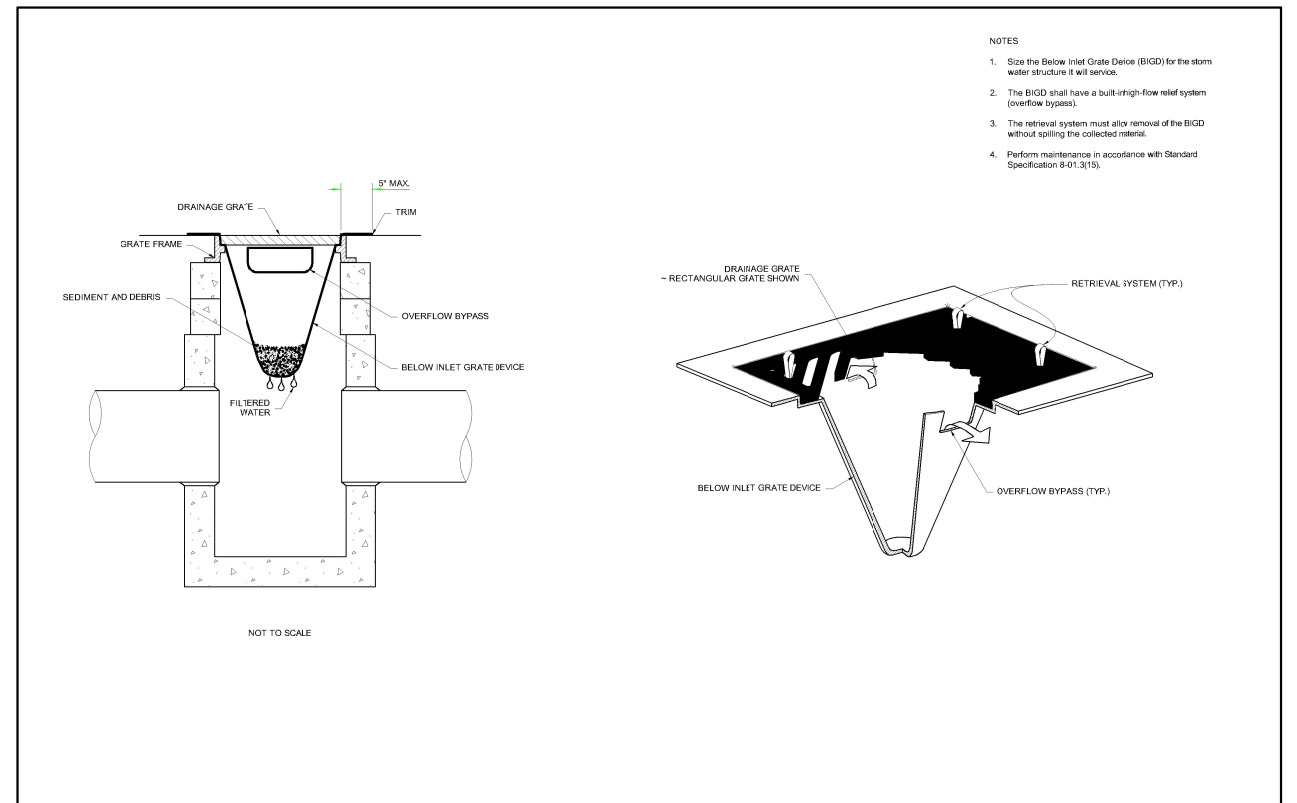 NOTES
1. Size the Below Inlet Grate Device (BIGD) for the storm
water structure it will service.
2. The BIGD shall have a built-in high-flow relief system
(overflow bypass).
3. The retrieval system must allow removal of the BIGD
without spilling the collected material.
4. Perform maintenance in accordance with Standard
Specification 8-01.3(15).
5" MAX.
DRAINAGE GRATE
TRIM
GRATE FRAME
SEDIMENT AND DEBRIS
OVERFLOW BYPASS
BELOW INLET GRATE DEVICE
FILTERED
WATER
NOT TO SCALE
DRAINAGE GRATE
~ RECTANGULAR GRATE SHOWN
RETRIEVAL SYSTEM (TYP.)
BELOW INLET GRATE DEVICE
OVERFLOW BYPASS (TYP.)